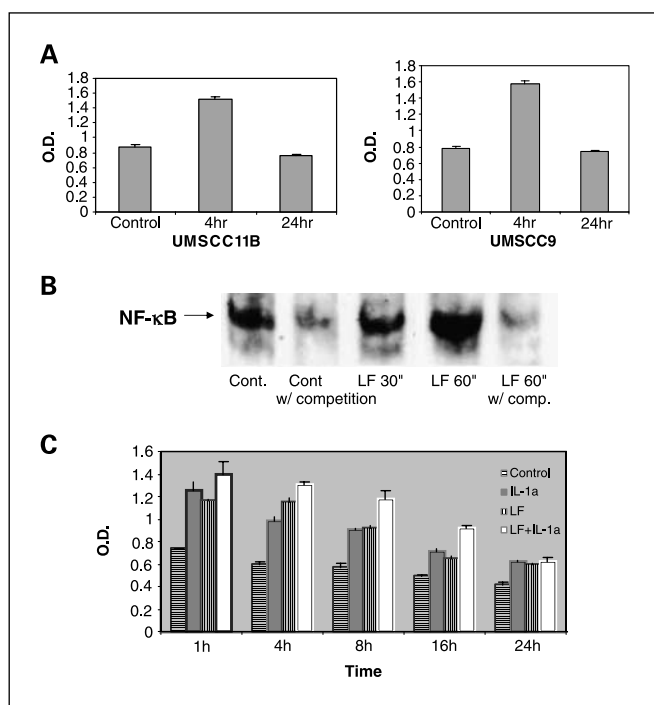 A
1.8
1.6
1.4
1.2
1
0.8
0.6
0.4
0.2
0
O.D.
Control 4hr 24hr
UMSCC11B
1.8
1.6
1.4
1.2
1
0.8
0.6
0.4
0.2
0
O.D.
Control 4hr 24hr
UMSCC9
B
NF-κB
Cont. Cont LF 30" LF 60" LF 60"
w/ competition w/ comp.
C
1.6
1.4
1.2
1
0.8
0.6
0.4
0.2
0
O.D.
Control
IL-1a
LF
LF+IL-1a
1h 4h 8h 16h 24h
Time